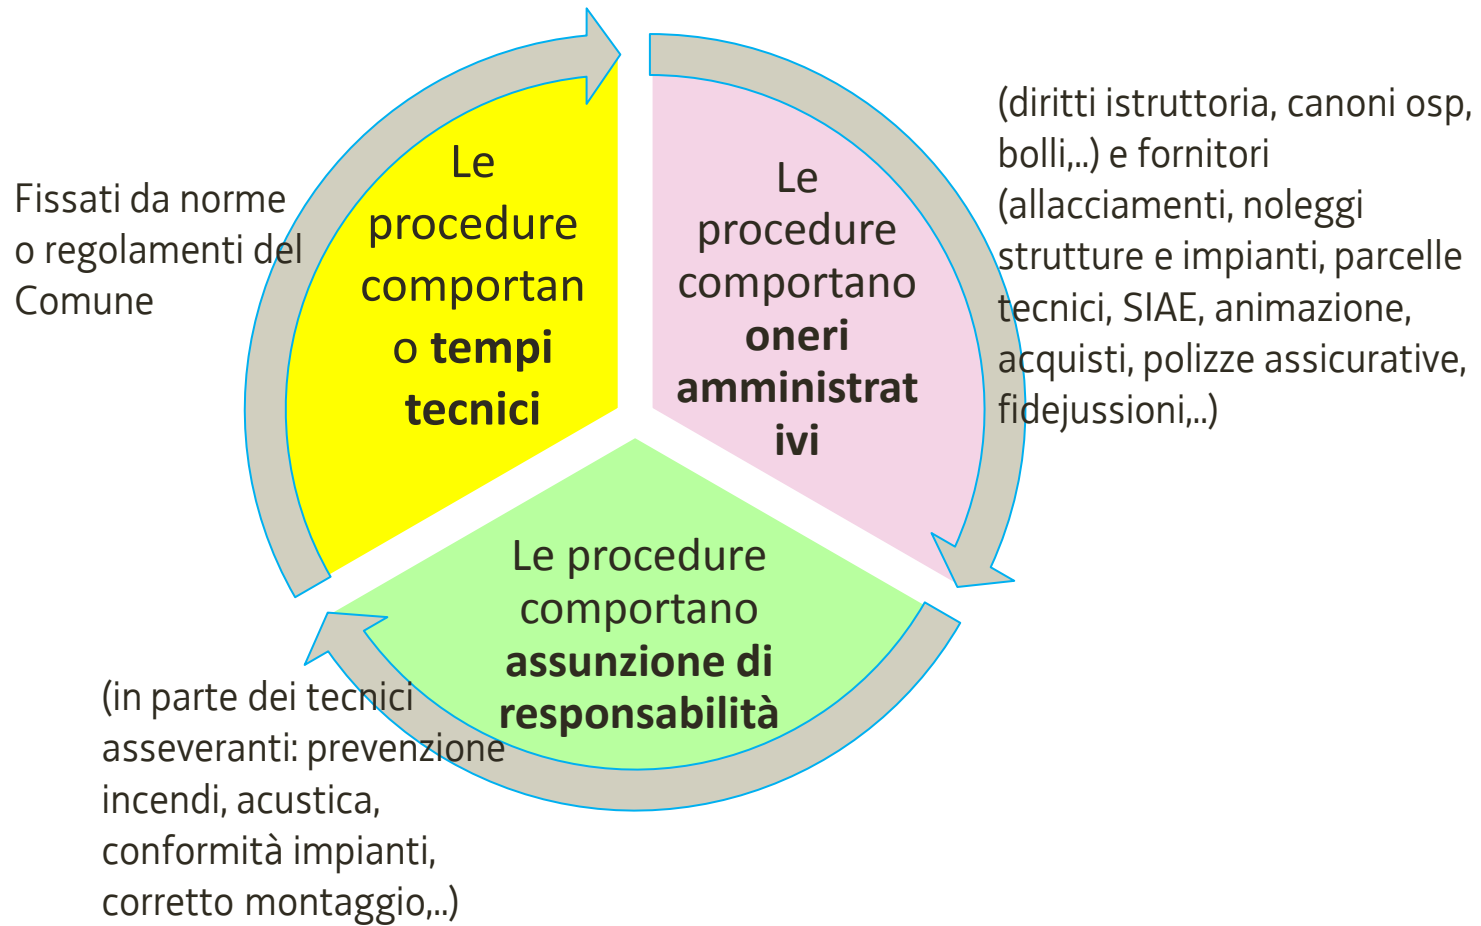 Le
procedure
comportan
o tempi
tecnici
Fissati da norme
o regolamenti del
Comune
Le
procedure
comportano
oneri
amministrat
ivi
(diritti istruttoria, canoni osp,
bolli,..) e fornitori
(allacciamenti, noleggi
strutture e impianti, parcelle
tecnici, SIAE, animazione,
acquisti, polizze assicurative,
fidejussioni,..)
Le procedure
comportano
assunzione di
responsabilità
(in parte dei tecnici
asseveranti: prevenzione
incendi, acustica,
conformità impianti,
corretto montaggio,..)